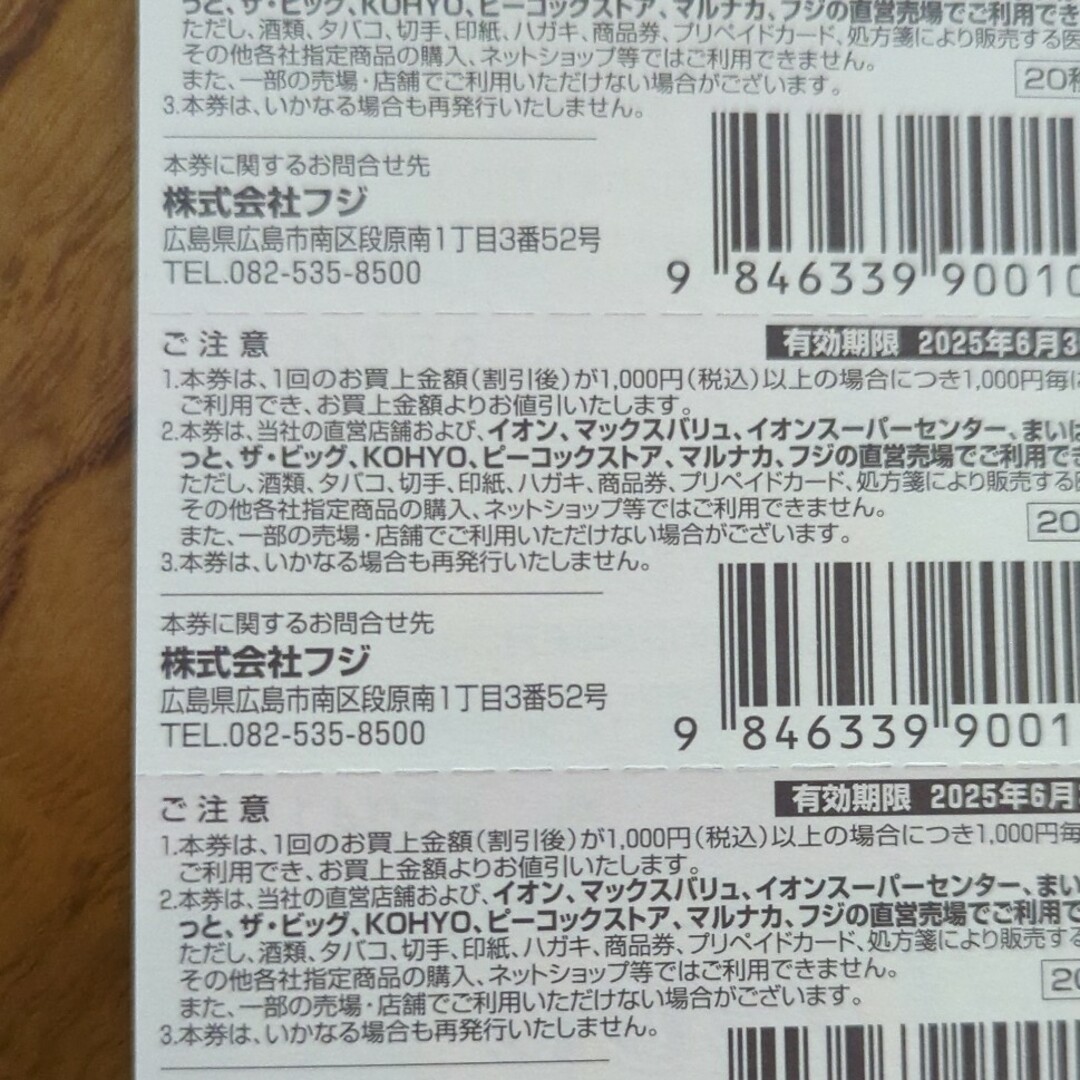 っと、ザ・ビッグ、KOHYO、ピーコックストア、マルナカ、フジの直営売場でご利用でき
ただし、酒類、タバコ、切手、印紙、ハガキ、商品券、プリペイドカード、処方箋により販売する医
その他各社指定商品の購入、ネットショップ等ではご利用できません。
また、一部の売場・店舗でご利用いただけない場合がございます。
20
3.本券は、いかなる場合も再発行いたしません。
本券に関するお問合せ先
株式会社フジ
広島県広島市南区段原南1丁目3番52号
TEL.082-535-8500
9 846339 90010
ご注意
有効期限 2025年6月3
1.本券は、1回のお買上金額(割引後)が1,000円(税込)以上の場合につき1,000円毎に
ご利用でき、お買上金額よりお値引いたします。
2.本券は、当社の直営店舗および、イオン、マックスバリュ、イオンスーパーセンター、まいば
っと、ザ・ビッグ、KOHYO、ピーコックストア、マルナカ、フジの直営売場でご利用でき
ただし、酒類、タバコ、切手、印紙、ハガキ、商品券、プリペイドカード、処方箋により販売する医
その他各社指定商品の購入、ネットショップ等ではご利用できません。
また、一部の売場・店舗でご利用いただけない場合がございます。
20
3.本券は、いかなる場合も再発行いたしません。
本券に関するお問合せ先
株式会社フジ
広島県広島市南区段原南1丁目3番52号
TEL.082-535-8500
9 846339 9001
ご注意
有効期限 2025年6月
1.本券は、1回のお買上金額(割引後)が1,000円(税込)以上の場合につき1,000円毎
ご利用でき、お買上金額よりお値引いたします。
2.本券は、当社の直営店舗および、イオン、マックスバリュ、イオンスーパーセンター、まい
っと、ザ・ビッグ、KOHYO、ピーコックストア、マルナカ、フジの直営売場でご利用で
ただし、酒類、タバコ、切手、印紙、ハガキ、商品券、プリペイドカード、処方箋により販売する
その他各社指定商品の購入、ネットショップ等ではご利用できません。
また、一部の売場・店舗でご利用いただけない場合がございます。
20
3.本券は、いかなる場合も再発行いたしません。